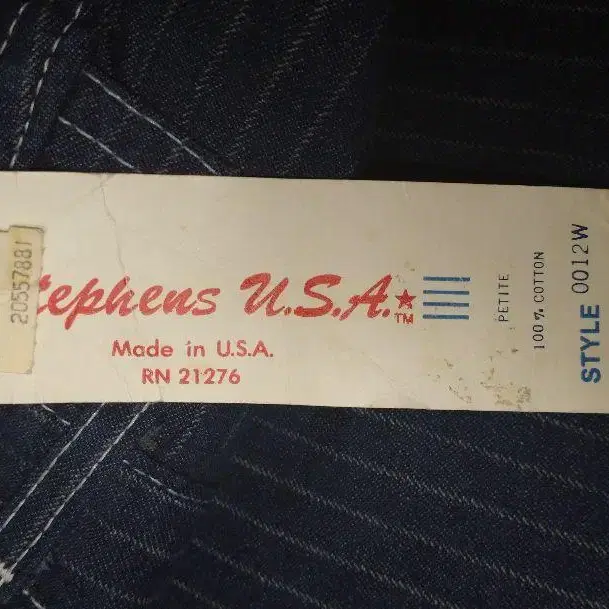 20557881
tephens U.S.A.★™
Made in U.S.A.
RN 21276
PETITE
100% COTTON
STYLE 0012W